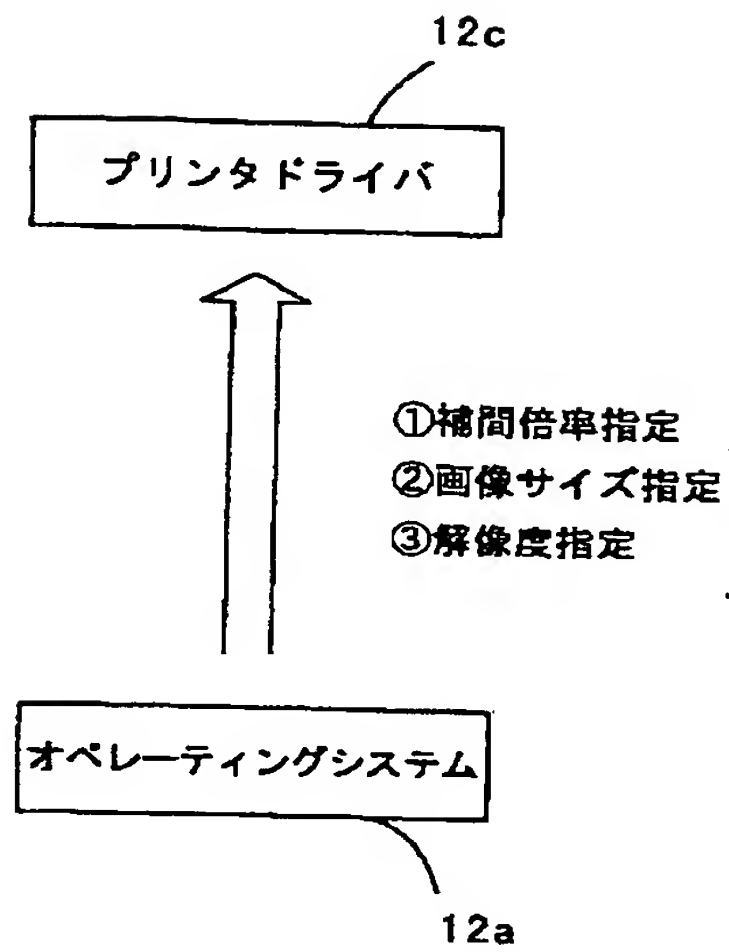 12c
プリンタドライバ
①補間倍率指定
②画像サイズ指定
③解像度指定
オペレーティングシステム
12a